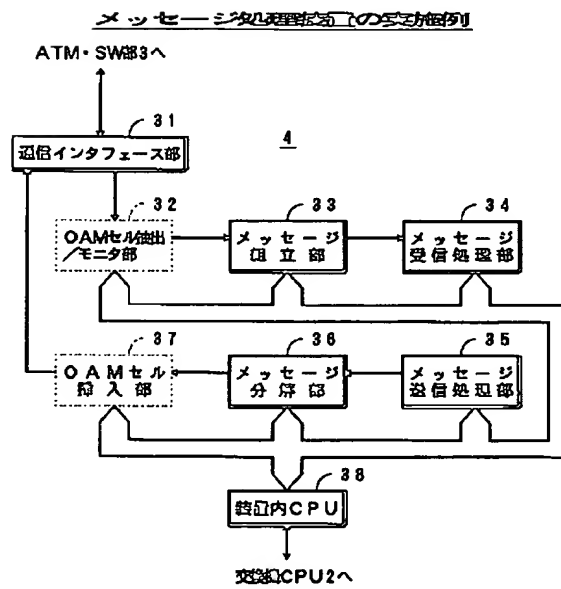 メッセージ処理装置の実施例
ATM・SW部3へ
31
通信インタフェース部
4
32
OAMセル抽出
／モニタ部
33
メッセージ
組立部
34
メッセージ
受信処理部
37
OAMセル
挿入部
36
メッセージ
分解部
35
メッセージ
送信処理部
38
装置内CPU
交換機CPU2へ